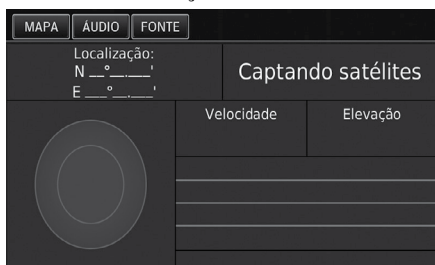 MAPA ÁUDIO FONTE
Localização:
N __°__.___'
E ___°__.___'
Captando satélites
Velocidade Elevação